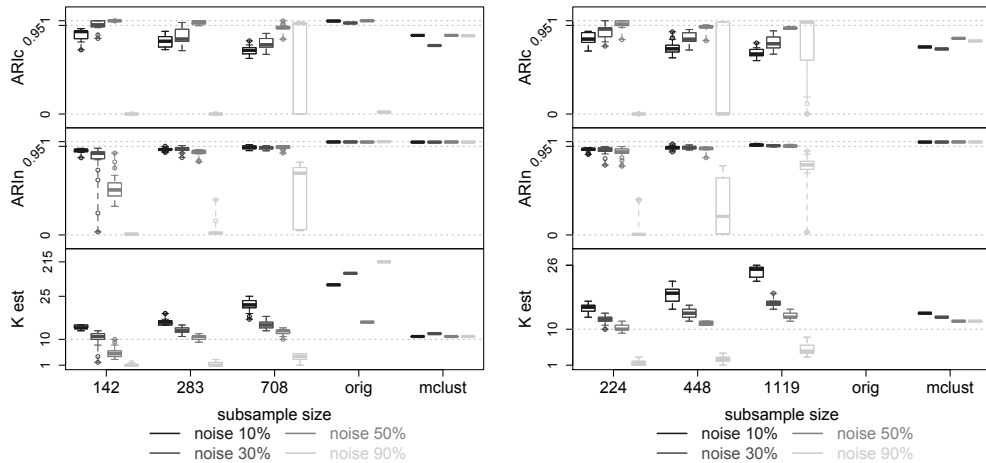 ARIc
0
0.951
ARIn
0
0.951
K est
1
10
25
215
142
283
708
orig
mclust
subsample size
noise 10%
noise 50%
noise 30%
noise 90%
ARIc
0
0.951
ARIn
0
0.951
K est
1
10
26
224
448
1119
orig
mclust
subsample size
noise 10%
noise 50%
noise 30%
noise 90%